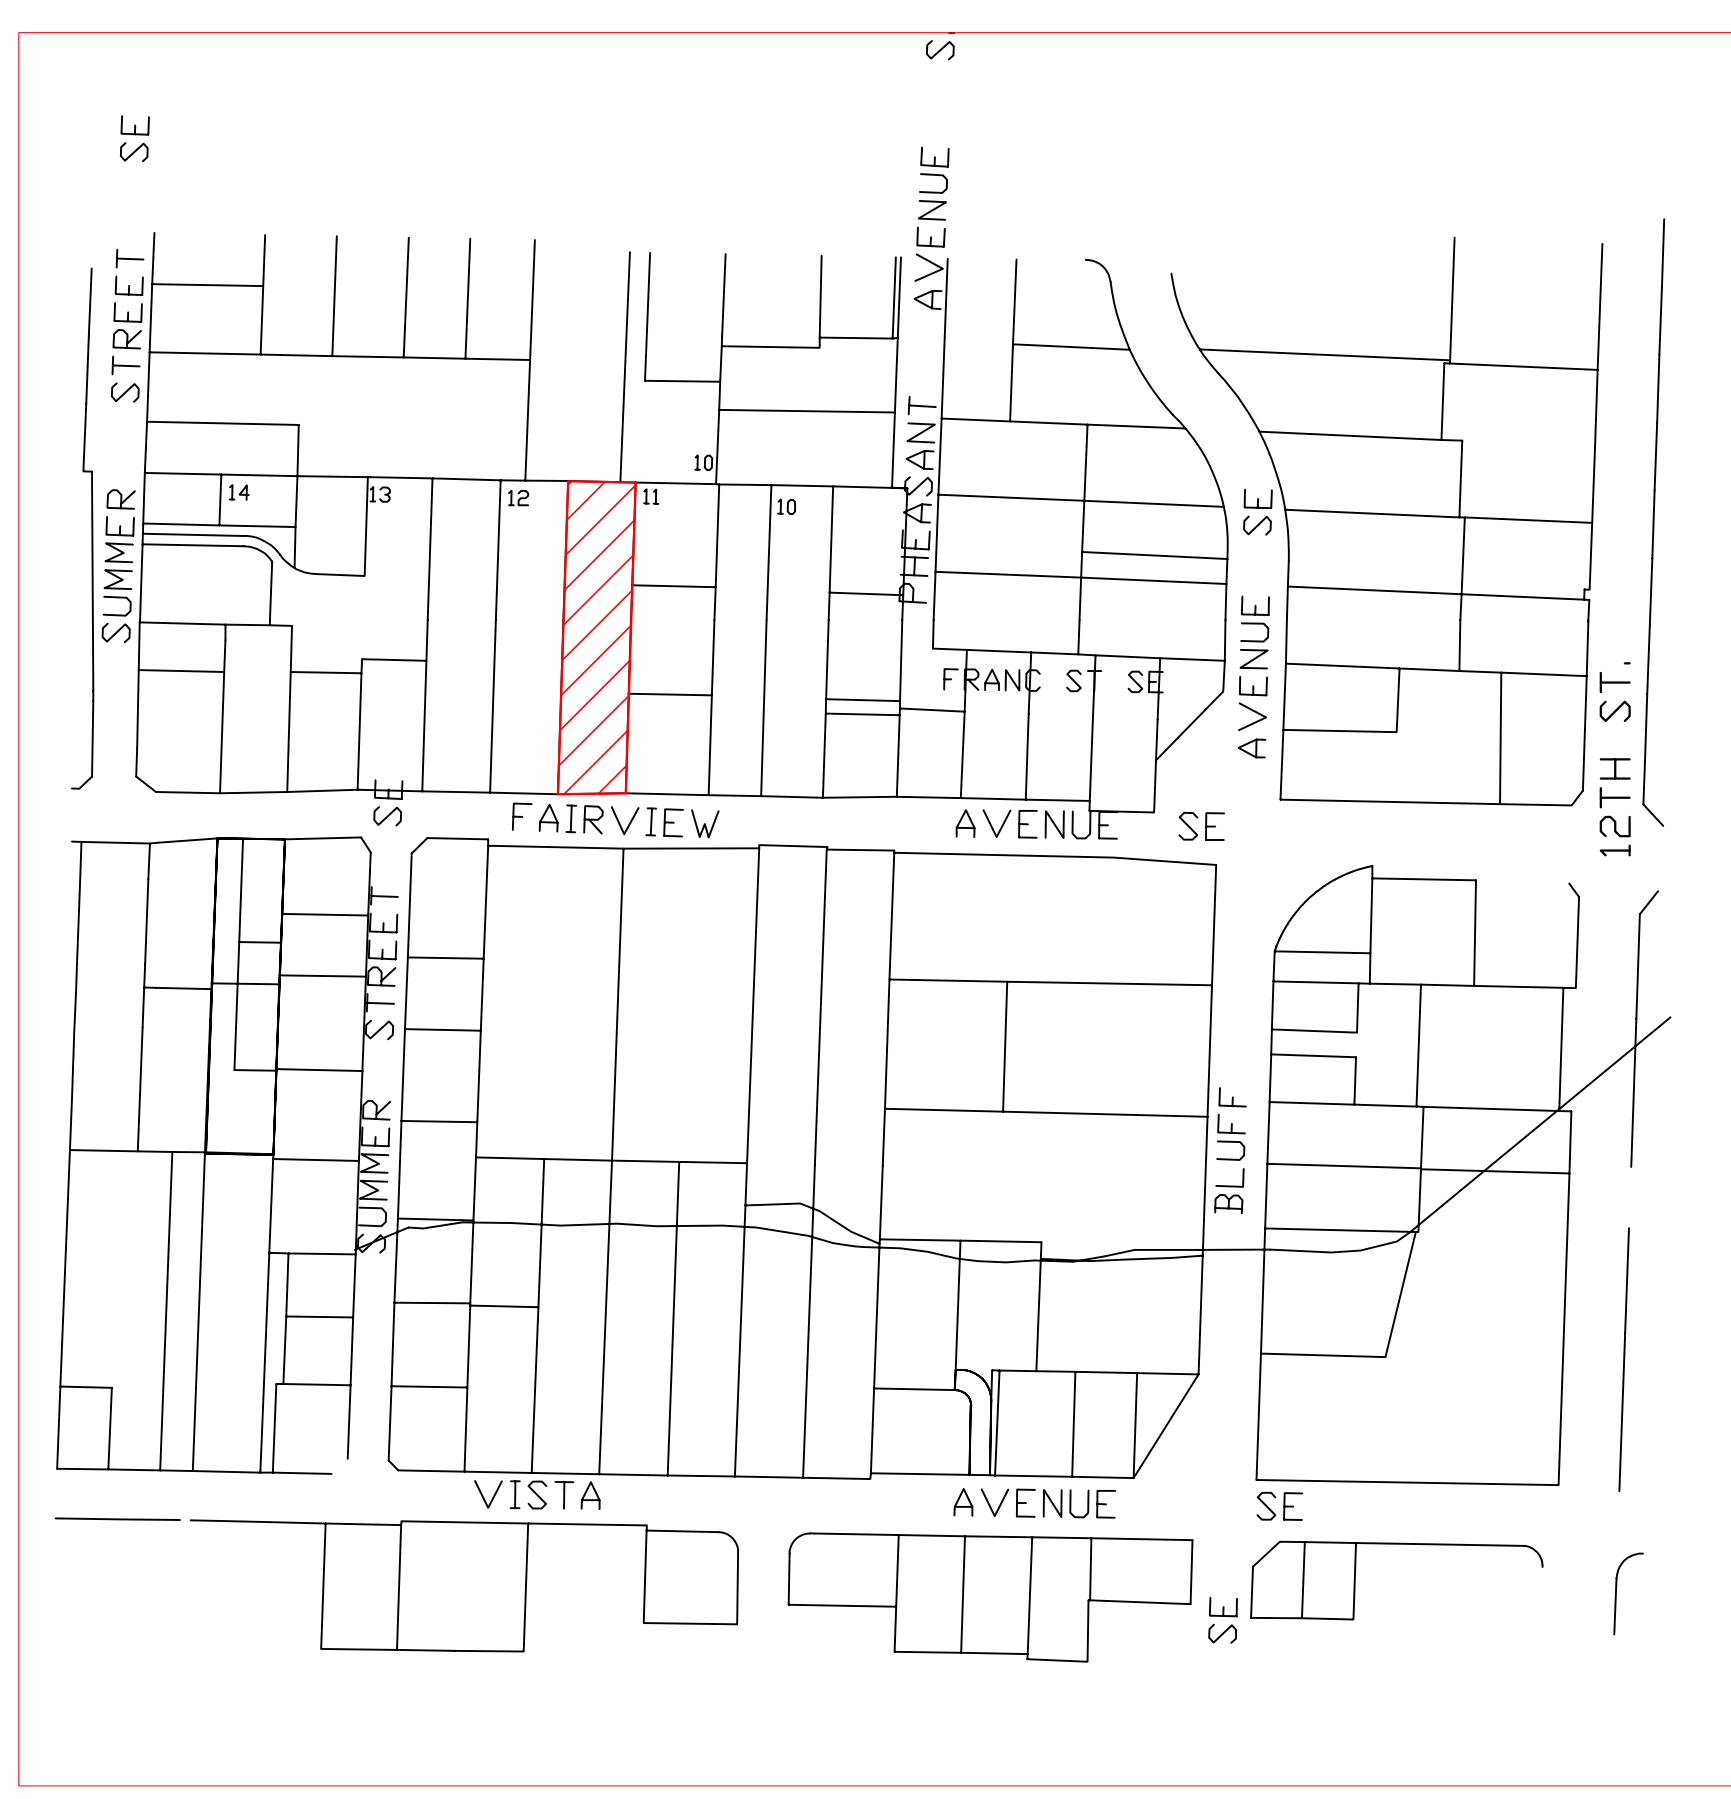 S.
SE
PHEASANT AVENUE
SUMMER STREET
10
14
13
12
11
10
AVENUE SE
FRANC ST SE
12TH ST.
SE
FAIRVIEW AVENUE SE
SUMMER STREET
BLUFF
VISTA AVENUE SE
SE